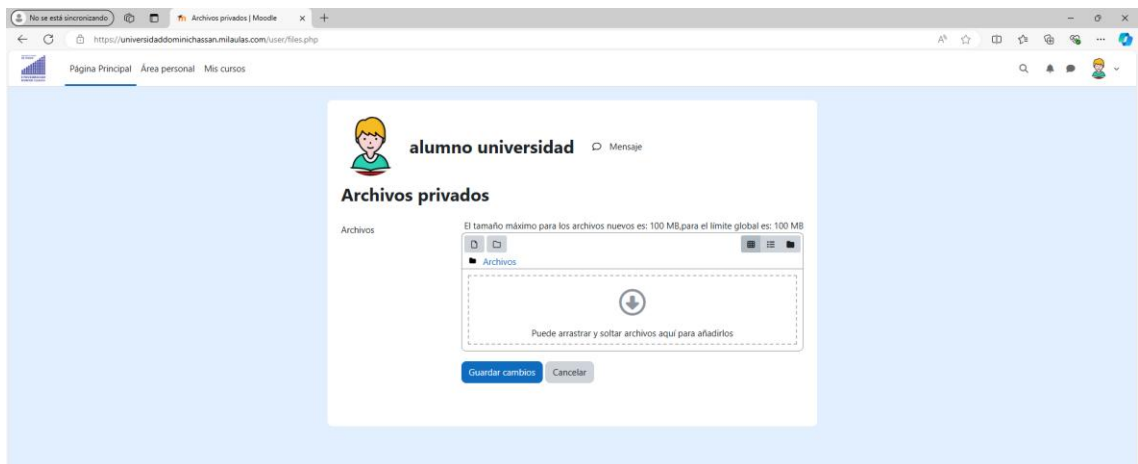 No se está sincronizando
Archivos privados | Moodle
https://universidaddominichassan.milaulas.com/user/files.php
Página Principal Área personal Mis cursos
alumno universidad Mensaje
Archivos privados
Archivos El tamaño máximo para los archivos nuevos es: 100 MB,para el límite global es: 100 MB
Archivos
Puede arrastrar y soltar archivos aquí para añadirlos
Guardar cambios Cancelar